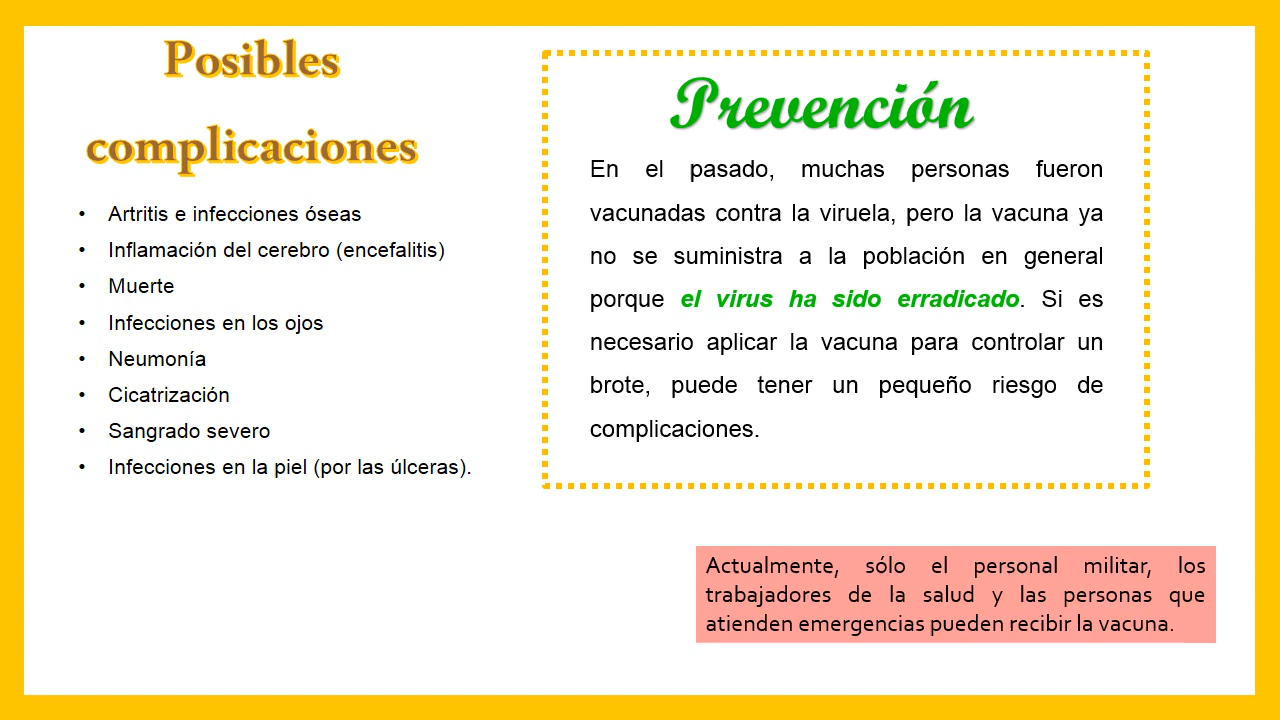 Posibles
complicaciones
• Artritis e infecciones óseas
• Inflamación del cerebro (encefalitis)
• Muerte
• Infecciones en los ojos
• Neumonía
• Cicatrización
• Sangrado severo
• Infecciones en la piel (por las úlceras).
Prevención
En el pasado, muchas personas fueron
vacunadas contra la viruela, pero la vacuna ya
no se suministra a la población en general
porque el virus ha sido erradicado. Si es
necesario aplicar la vacuna para controlar un
brote, puede tener un pequeño riesgo de
complicaciones.
Actualmente, sólo el personal militar, los
trabajadores de la salud y las personas que
atienden emergencias pueden recibir la vacuna.